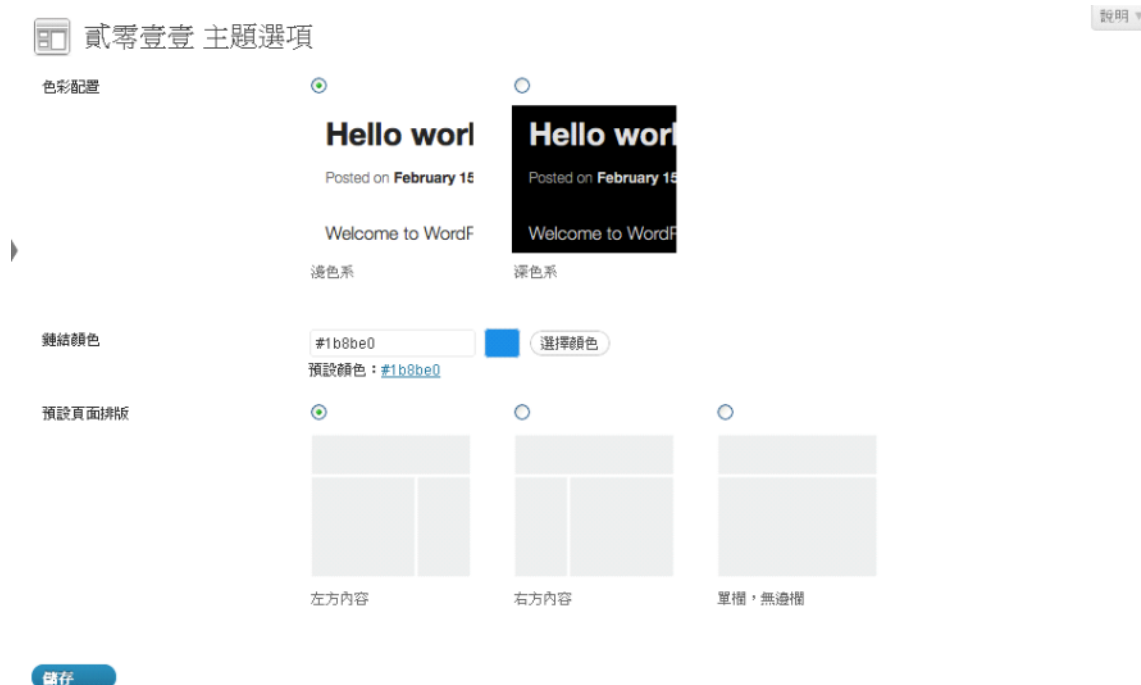 說明
貳零壹壹 主題選項
色彩配置
Hello worl
Posted on February 15
Welcome to WordF
淺色系
Hello worl
Posted on February 15
Welcome to WordF
深色系
鏈結顏色
#1b8be0
選擇顏色
預設顏色：#1b8be0
預設頁面排版
左方內容
右方內容
單欄，無邊欄
儲存